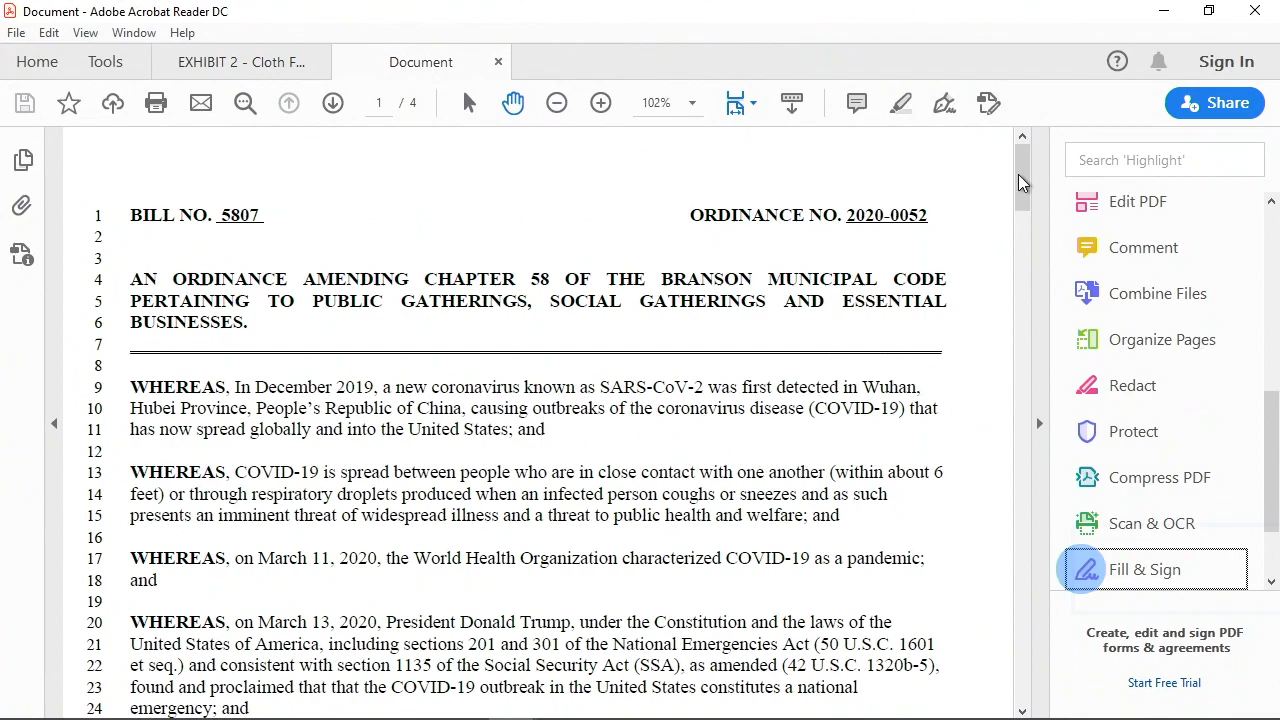 Document - Adobe Acrobat Reader DC
File Edit View Window Help
Home Tools EXHIBIT 2 - Cloth F... Document × Sign In
1 / 4 102% Share
Search 'Highlight'
Edit PDF
Comment
Combine Files
Organize Pages
Redact
Protect
Compress PDF
Scan & OCR
Fill & Sign
Create, edit and sign PDF
forms & agreements
Start Free Trial
1 BILL NO. 5807 ORDINANCE NO. 2020-0052
2
3
4 AN ORDINANCE AMENDING CHAPTER 58 OF THE BRANSON MUNICIPAL CODE
5 PERTAINING TO PUBLIC GATHERINGS, SOCIAL GATHERINGS AND ESSENTIAL
6 BUSINESSES.
7
8
9 WHEREAS, In December 2019, a new coronavirus known as SARS-CoV-2 was first detected in Wuhan,
10 Hubei Province, People's Republic of China, causing outbreaks of the coronavirus disease (COVID-19) that
11 has now spread globally and into the United States; and
12
13 WHEREAS, COVID-19 is spread between people who are in close contact with one another (within about 6
14 feet) or through respiratory droplets produced when an infected person coughs or sneezes and as such
15 presents an imminent threat of widespread illness and a threat to public health and welfare; and
16
17 WHEREAS, on March 11, 2020, the World Health Organization characterized COVID-19 as a pandemic;
18 and
19
20 WHEREAS, on March 13, 2020, President Donald Trump, under the Constitution and the laws of the
21 United States of America, including sections 201 and 301 of the National Emergencies Act (50 U.S.C. 1601
22 et seq.) and consistent with section 1135 of the Social Security Act (SSA), as amended (42 U.S.C. 1320b-5),
23 found and proclaimed that that the COVID-19 outbreak in the United States constitutes a national
24 emergency; and